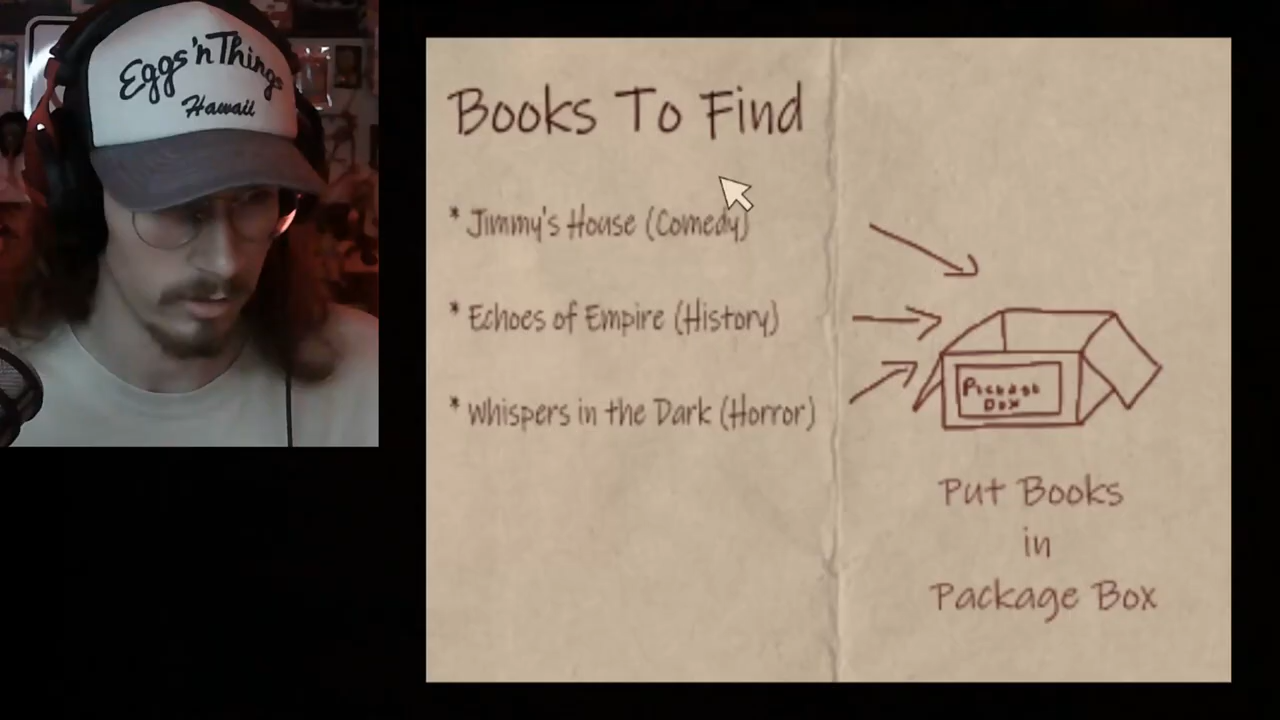 Eggs 'n Things
Hawaii
Books To Find
* Jimmy's House (Comedy)
* Echoes of Empire (History)
* Whispers in the Dark (Horror)
Package
Box
Put Books
in
Package Box